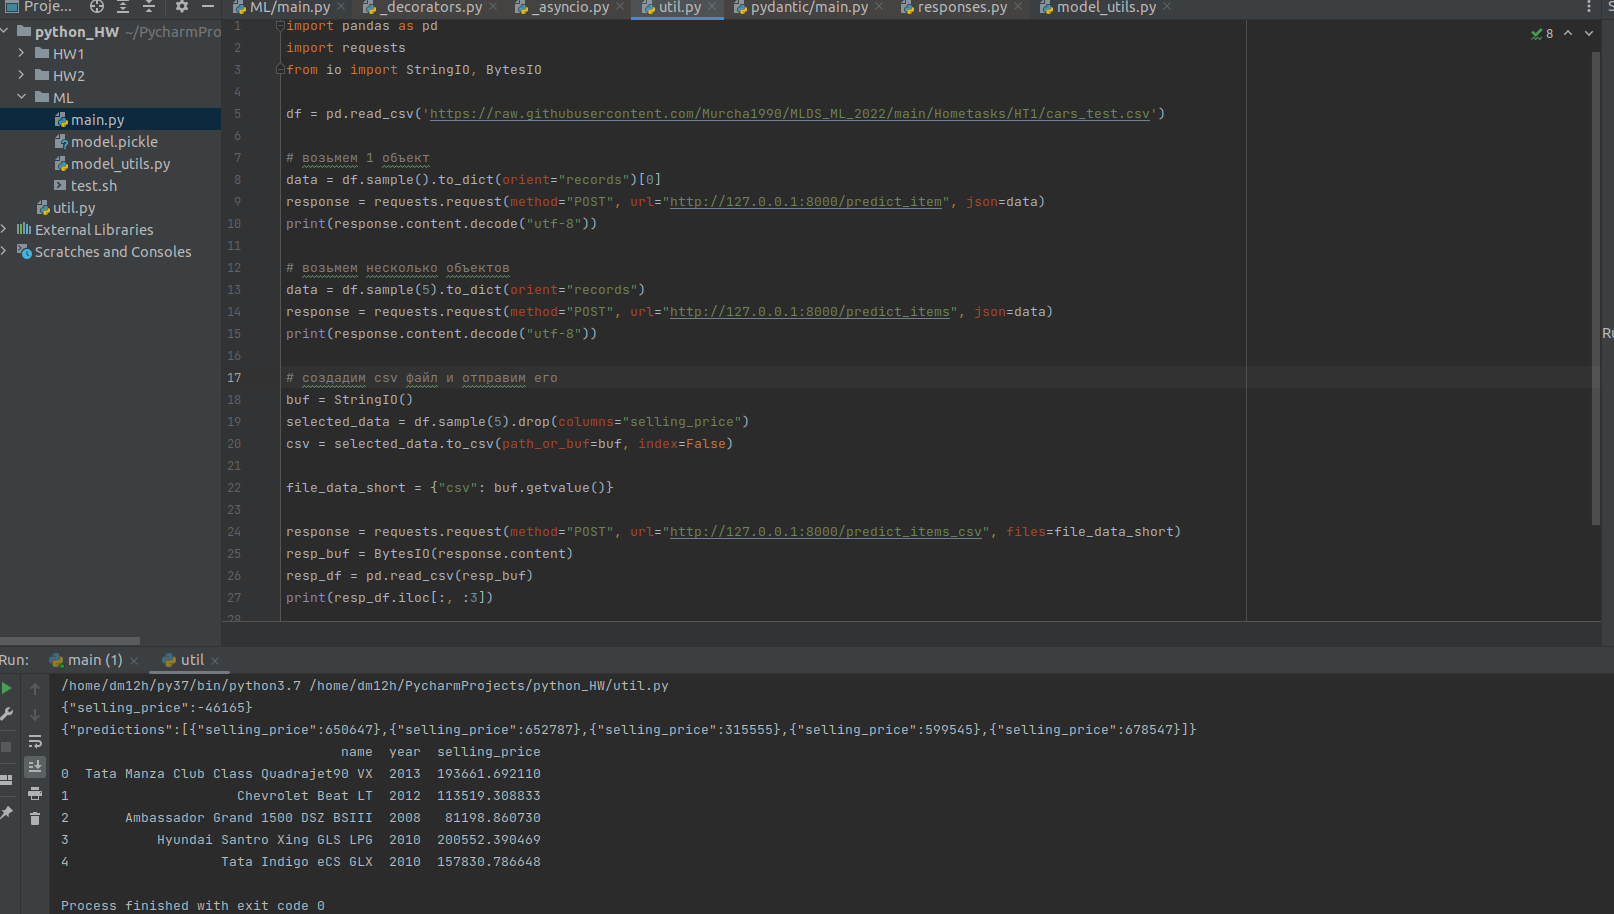 Proje...
ML/main.py
_decorators.py
_asyncio.py
util.py
pydantic/main.py
responses.py
model_utils.py
python_HW ~/PycharmPro
HW1
HW2
ML
main.py
model.pickle
model_utils.py
test.sh
util.py
External Libraries
Scratches and Consoles
8
1 import pandas as pd
2 import requests
3 from io import StringIO, BytesIO
4
5 df = pd.read_csv('https://raw.githubusercontent.com/Murcha1990/MLDS_ML_2022/main/Hometasks/HT1/cars_test.csv')
6
7 # возьмем 1 объект
8 data = df.sample().to_dict(orient="records")[0]
9 response = requests.request(method="POST", url="http://127.0.0.1:8000/predict_item", json=data)
10 print(response.content.decode("utf-8"))
11
12 # возьмем несколько объектов
13 data = df.sample(5).to_dict(orient="records")
14 response = requests.request(method="POST", url="http://127.0.0.1:8000/predict_items", json=data)
15 print(response.content.decode("utf-8"))
16
17 # создадим csv файл и отправим его
18 buf = StringIO()
19 selected_data = df.sample(5).drop(columns="selling_price")
20 csv = selected_data.to_csv(path_or_buf=buf, index=False)
21
22 file_data_short = {"csv": buf.getvalue()}
23
24 response = requests.request(method="POST", url="http://127.0.0.1:8000/predict_items_csv", files=file_data_short)
25 resp_buf = BytesIO(response.content)
26 resp_df = pd.read_csv(resp_buf)
27 print(resp_df.iloc[:, :3])
28
Run:
main (1)
util
/home/dm12h/py37/bin/python3.7 /home/dm12h/PycharmProjects/python_HW/util.py
{"selling_price":-46165}
{"predictions":[{"selling_price":650647},{"selling_price":652787},{"selling_price":315555},{"selling_price":599545},{"selling_price":678547}]}
name year selling_price
0 Tata Manza Club Class Quadrajet90 VX 2013 193661.692110
1 Chevrolet Beat LT 2012 113519.308833
2 Ambassador Grand 1500 DSZ BSIII 2008 81198.860730
3 Hyundai Santro Xing GLS LPG 2010 200552.390469
4 Tata Indigo eCS GLX 2010 157830.786648
Process finished with exit code 0